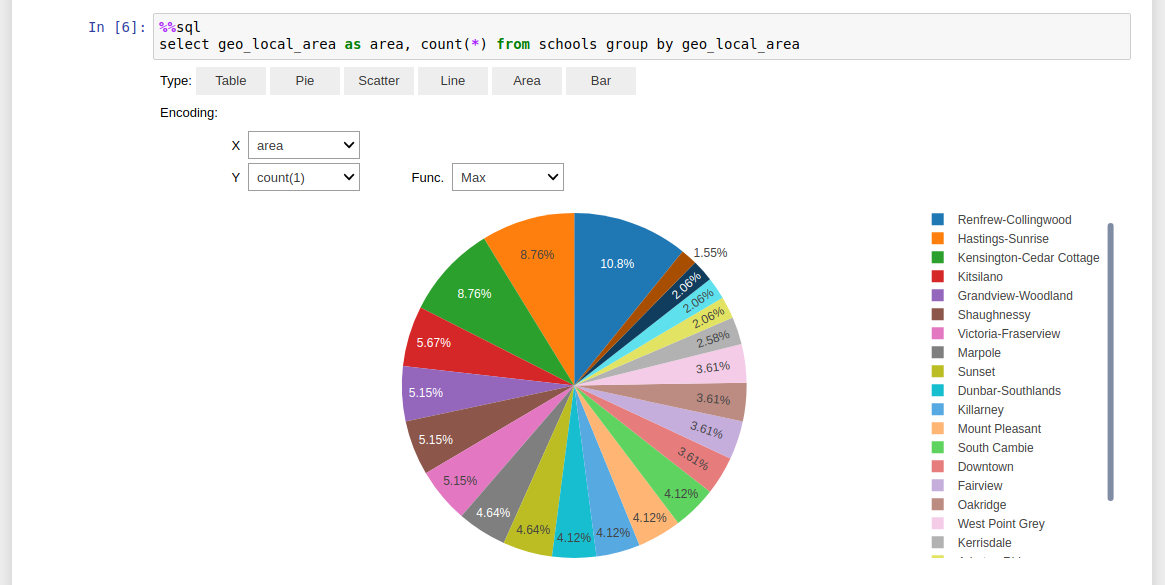 In [6]:
%%sql
select geo_local_area as area, count(*) from schools group by geo_local_area
Type: Table Pie Scatter Line Area Bar
Encoding:
X area
Y count(1) Func. Max
10.8%
1.55%
2.06%
2.06%
2.06%
2.58%
3.61%
3.61%
3.61%
3.61%
4.12%
4.12%
4.12%
4.12%
4.64%
4.64%
5.15%
5.15%
5.15%
5.67%
8.76%
8.76%
Renfrew-Collingwood
Hastings-Sunrise
Kensington-Cedar Cottage
Kitsilano
Grandview-Woodland
Shaughnessy
Victoria-Fraserview
Marpole
Sunset
Dunbar-Southlands
Killarney
Mount Pleasant
South Cambie
Downtown
Fairview
Oakridge
West Point Grey
Kerrisdale